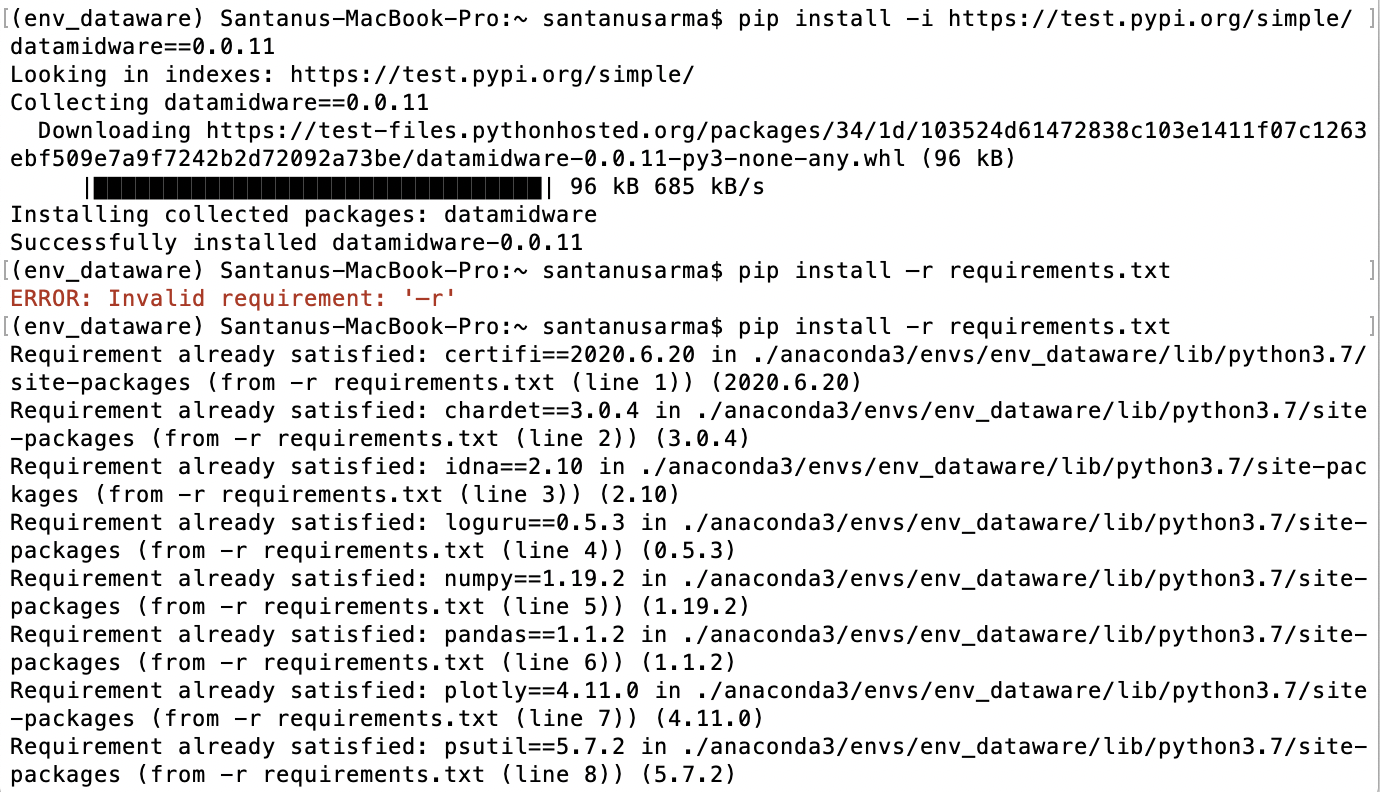 [(env_dataware) Santanus-MacBook-Pro:~ santanusarma$ pip install -i https://test.pypi.org/simple/ ]
datamidware==0.0.11
Looking in indexes: https://test.pypi.org/simple/
Collecting datamidware==0.0.11
  Downloading https://test-files.pythonhosted.org/packages/34/1d/103524d61472838c103e1411f07c1263
ebf509e7a9f7242b2d72092a73be/datamidware-0.0.11-py3-none-any.whl (96 kB)
     |████████████████████████████████| 96 kB 685 kB/s
Installing collected packages: datamidware
Successfully installed datamidware-0.0.11
[(env_dataware) Santanus-MacBook-Pro:~ santanusarma$ pip install –r requirements.txt ]
ERROR: Invalid requirement: '–r'
[(env_dataware) Santanus-MacBook-Pro:~ santanusarma$ pip install -r requirements.txt ]
Requirement already satisfied: certifi==2020.6.20 in ./anaconda3/envs/env_dataware/lib/python3.7/
site-packages (from -r requirements.txt (line 1)) (2020.6.20)
Requirement already satisfied: chardet==3.0.4 in ./anaconda3/envs/env_dataware/lib/python3.7/site
-packages (from -r requirements.txt (line 2)) (3.0.4)
Requirement already satisfied: idna==2.10 in ./anaconda3/envs/env_dataware/lib/python3.7/site-pac
kages (from -r requirements.txt (line 3)) (2.10)
Requirement already satisfied: loguru==0.5.3 in ./anaconda3/envs/env_dataware/lib/python3.7/site-
packages (from -r requirements.txt (line 4)) (0.5.3)
Requirement already satisfied: numpy==1.19.2 in ./anaconda3/envs/env_dataware/lib/python3.7/site-
packages (from -r requirements.txt (line 5)) (1.19.2)
Requirement already satisfied: pandas==1.1.2 in ./anaconda3/envs/env_dataware/lib/python3.7/site-
packages (from -r requirements.txt (line 6)) (1.1.2)
Requirement already satisfied: plotly==4.11.0 in ./anaconda3/envs/env_dataware/lib/python3.7/site
-packages (from -r requirements.txt (line 7)) (4.11.0)
Requirement already satisfied: psutil==5.7.2 in ./anaconda3/envs/env_dataware/lib/python3.7/site-
packages (from -r requirements.txt (line 8)) (5.7.2)